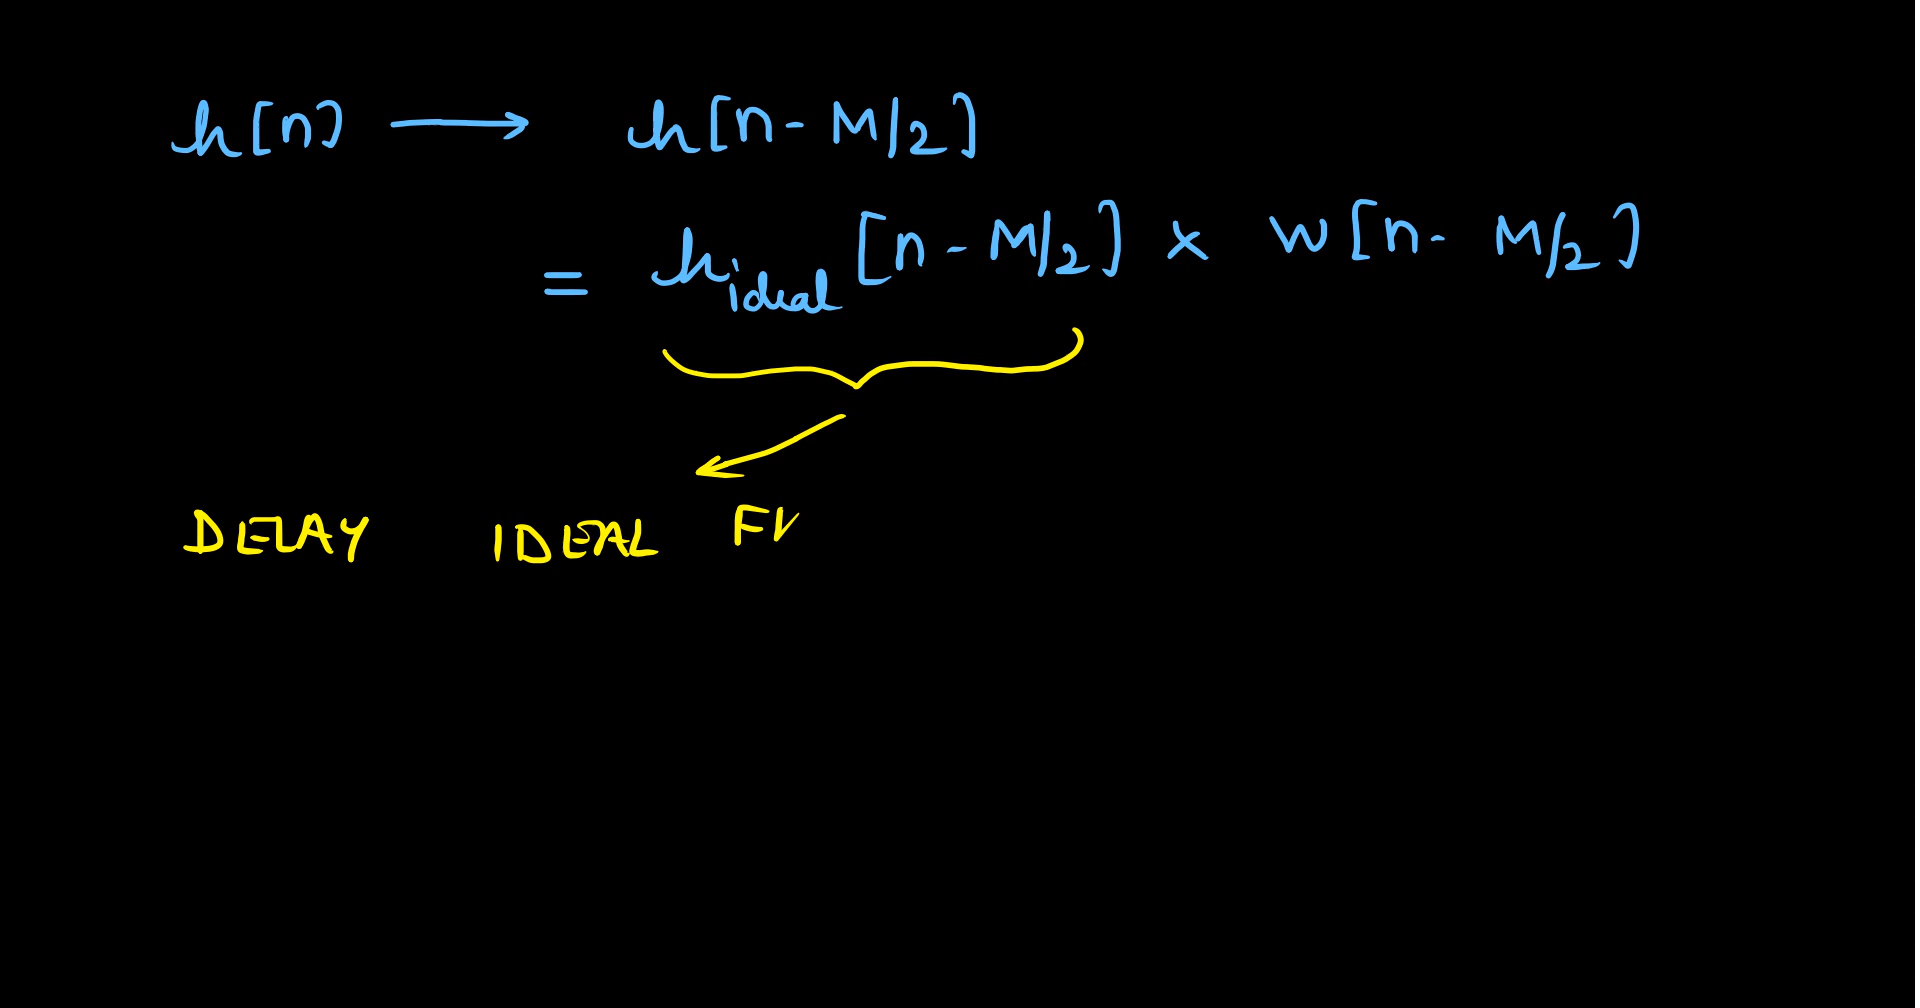 h[n] ⟶ h[n - M/2]
= h_ideal [n - M/2] × w[n - M/2]
DELAY IDEAL